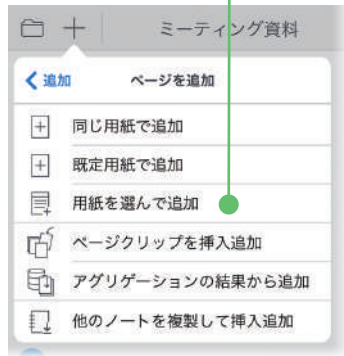 ミーティング資料
追加 ページを追加
同じ用紙で追加
既定用紙で追加
用紙を選んで追加
ページクリップを挿入追加
アグリゲーションの結果から追加
他のノートを複製して挿入追加